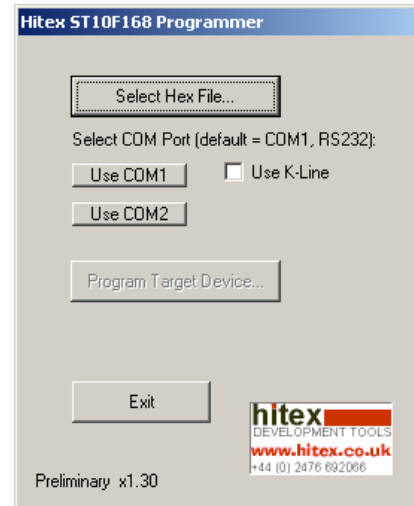 Hitex ST10F168 Programmer
Select Hex File...
Select COM Port (default = COM1, RS232):
Use COM1
Use K-Line
Use COM2
Program Target Device...
Exit
hitex
DEVELOPMENT TOOLS
www.hitex.co.uk
+44 (0) 2476 692066
Preliminary x1.30